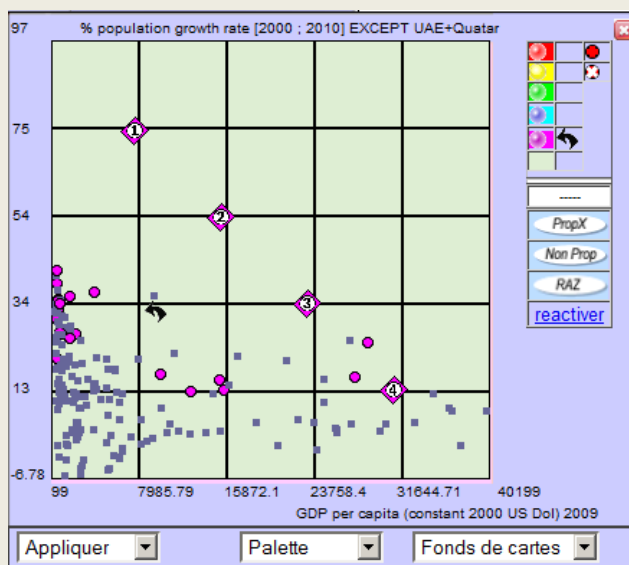 97
% population growth rate [2000 ; 2010] EXCEPT UAE+Quatar
75
1
54
2
34
3
13
4
-6.78
99 7985.79 15872.1 23758.4 31644.71 40199
GDP per capita (constant 2000 US Dol) 2009
-----
PropX
Non Prop
RAZ
reactiver
Appliquer Palette Fonds de cartes